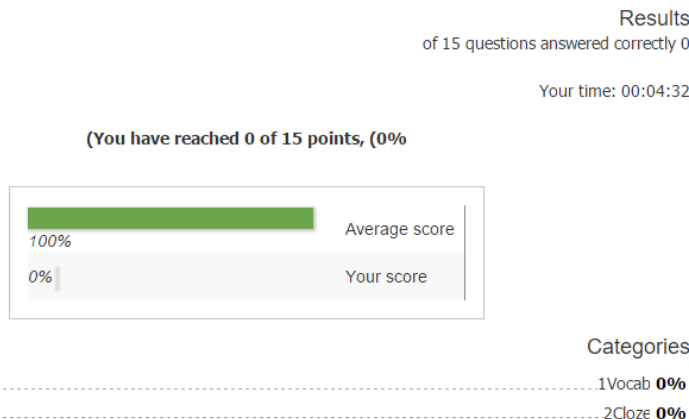 Results
of 15 questions answered correctly 0
Your time: 00:04:32
(You have reached 0 of 15 points, (0%
100%
Average score
0%
Your score
Categories
1Vocab 0%
2Cloze 0%